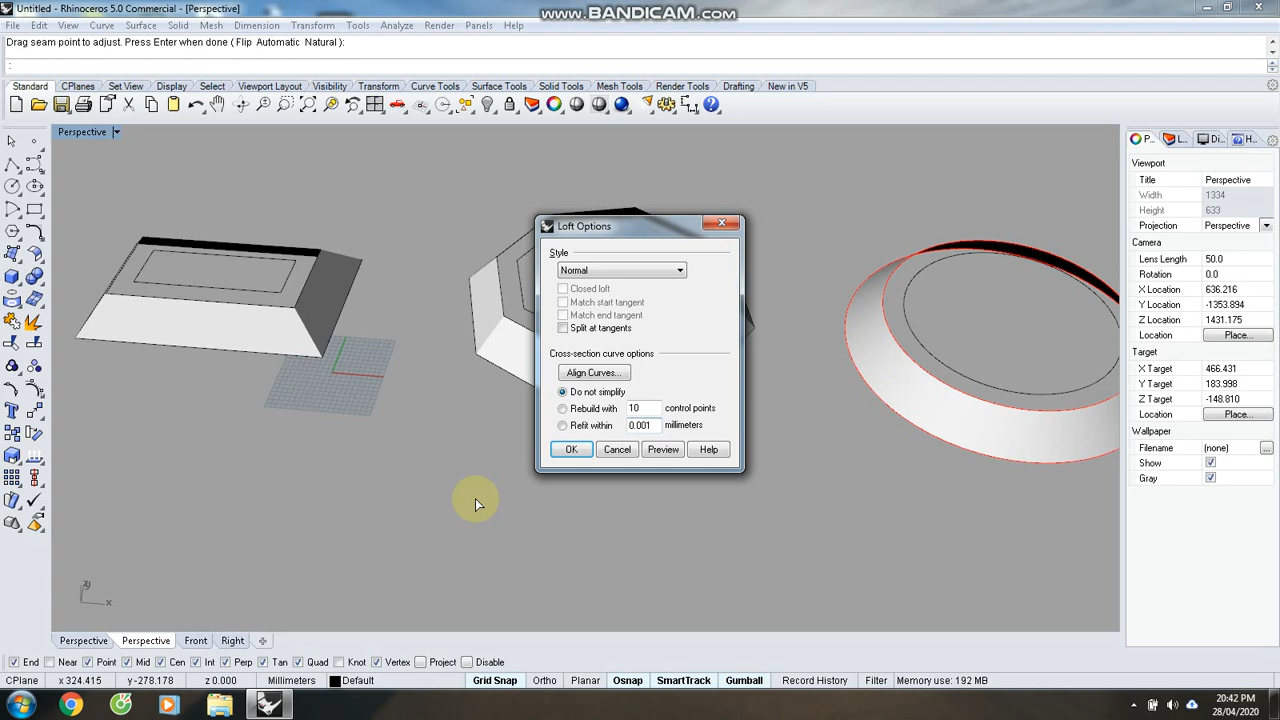 Untitled - Rhinoceros 5.0 Commercial - [Perspective]
www.BANDICAM.com
File Edit View Curve Surface Solid Mesh Dimension Transform Tools Analyze Render Panels Help
Drag seam point to adjust. Press Enter when done ( Flip Automatic Natural ):
:
Standard CPlanes Set View Display Select Viewport Layout Visibility Transform Curve Tools Surface Tools Solid Tools Mesh Tools Render Tools Drafting New in V5
Perspective
P... L... Di... H...
Viewport
Title Perspective
Width 1334
Height 633
Projection Perspective
Camera
Lens Length 50.0
Rotation 0.0
X Location 636.216
Y Location -1353.894
Z Location 1431.175
Location Place...
Target
X Target 466.431
Y Target 183.998
Z Target -148.810
Location Place...
Wallpaper
Filename [none] ...
Show
Gray
Loft Options
Style
Normal
Closed loft
Match start tangent
Match end tangent
Split at tangents
Cross-section curve options
Align Curves...
Do not simplify
Rebuild with 10 control points
Refit within 0.001 millimeters
OK Cancel Preview Help
x
Perspective Perspective Front Right
End Near Point Mid Cen Int Perp Tan Quad Knot Vertex Project Disable
CPlane x 324.415 y -278.178 z 0.000 Millimeters Default Grid Snap Ortho Planar Osnap SmartTrack Gumball Record History Filter Memory use: 192 MB
20:42 PM
28/04/2020